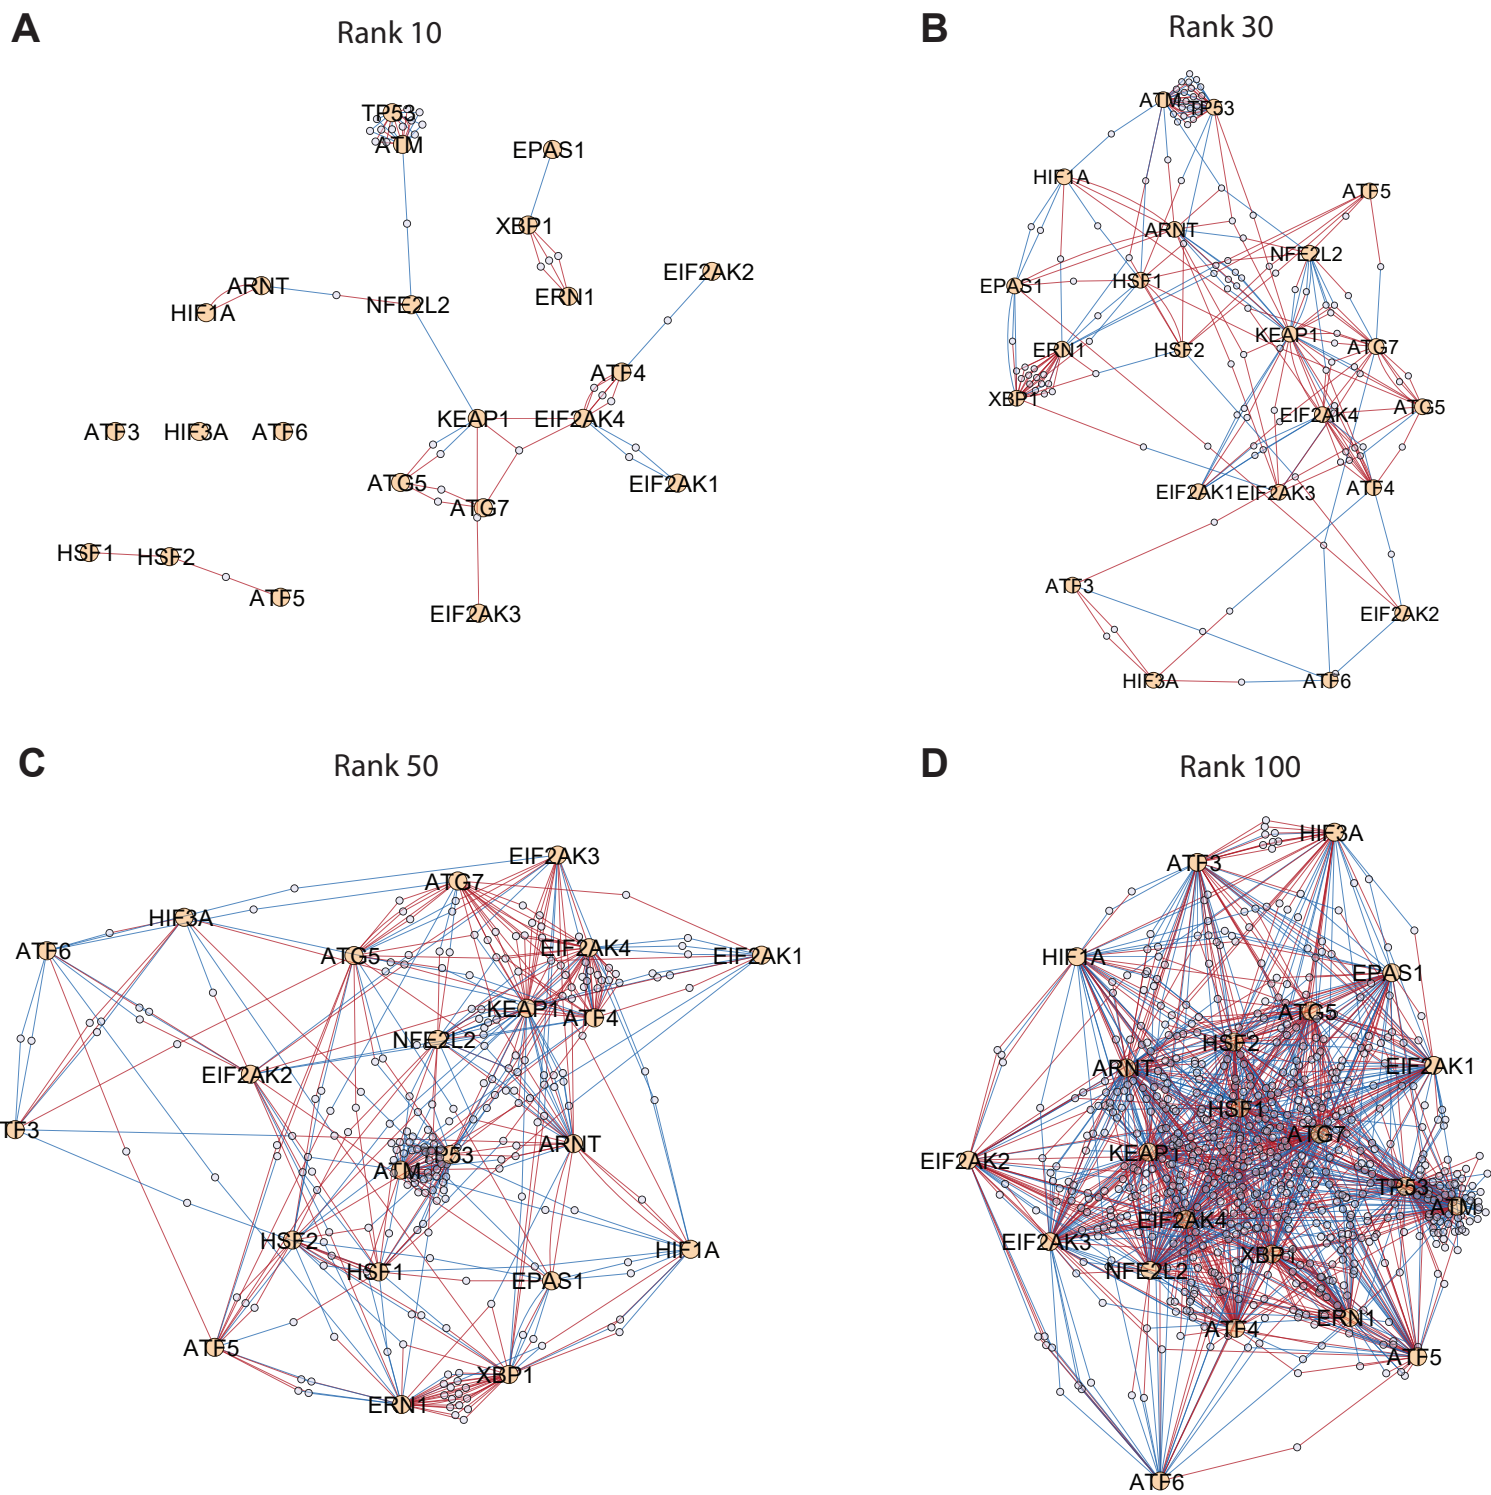 A
Rank 10
TP53
ATM
EPAS1
XBP1
ERN1
EIF2AK2
ARNT
HIF1A
NFE2L2
ATF4
KEAP1
EIF2AK4
ATF3
HIF3A
ATF6
ATG5
ATG7
EIF2AK1
HSF1
HSF2
ATF5
EIF2AK3
B
Rank 30
ATM
TP53
HIF1A
ATF5
ARNT
NFE2L2
EPAS1
HSF1
KEAP1
ERN1
HSF2
ATG7
XBP1
EIF2AK4
ATG5
EIF2AK1
EIF2AK3
ATF4
ATF3
EIF2AK2
HIF3A
ATF6
C
Rank 50
EIF2AK3
ATG7
HIF3A
ATF6
ATG5
EIF2AK4
EIF2AK1
KEAP1
ATF4
NFE2L2
EIF2AK2
TF3
ARNT
P53
ATM
HSF2
HIF1A
HSF1
EPAS1
ATF5
XBP1
ERN1
D
Rank 100
HIF3A
ATF3
HIF1A
EPAS1
ATG5
HSF2
ARNT
EIF2AK1
HSF1
ATG7
KEAP1
EIF2AK2
TP53
ATM
EIF2AK4
EIF2AK3
XBP1
NFE2L2
ERN1
ATF4
ATF5
ATF6